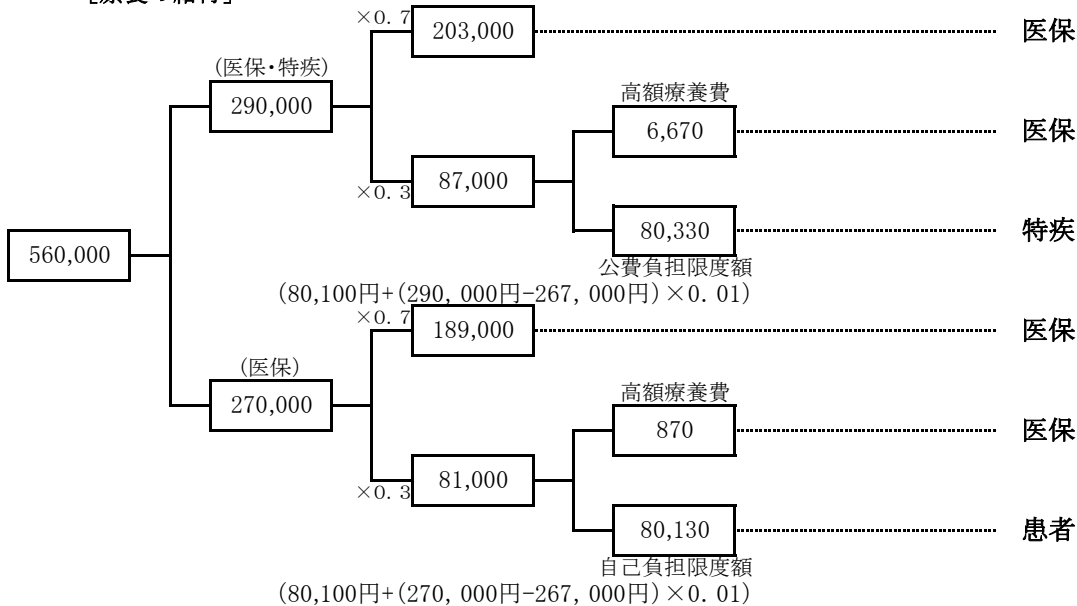 ×0.7
203,000
医保
(医保・特疾)
290,000
高額療養費
6,670
医保
×0.3
87,000
80,330
特疾
560,000
公費負担限度額
(80,100円+(290,000円-267,000円)×0.01)
×0.7
189,000
医保
(医保)
270,000
高額療養費
870
医保
×0.3
81,000
80,130
患者
自己負担限度額
(80,100円+(270,000円-267,000円)×0.01)